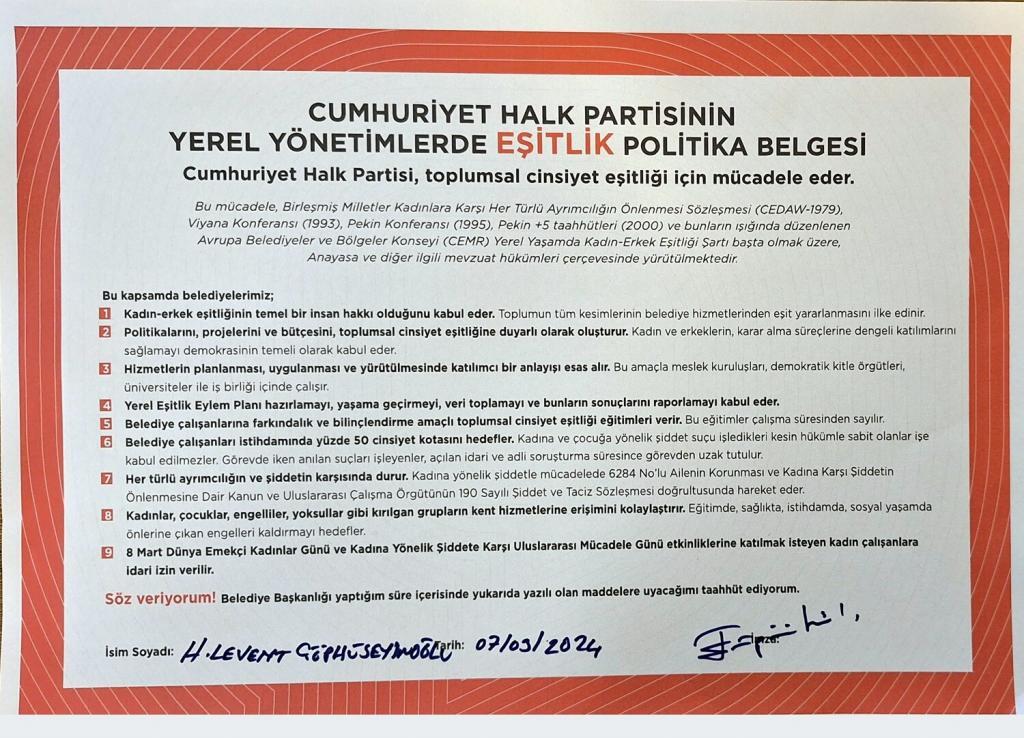 CUMHURİYET HALK PARTİSİNİN
YEREL YÖNETİMLERDE EŞİTLİK POLİTİKA BELGESİ
Cumhuriyet Halk Partisi, toplumsal cinsiyet eşitliği için mücadele eder.
Bu mücadele, Birleşmiş Milletler Kadınlara Karşı Her Türlü Ayrımcılığın Önlenmesi Sözleşmesi (CEDAW-1979),
Viyana Konferansı (1993), Pekin Konferansı (1995), Pekin +5 taahhütleri (2000) ve bunların ışığında düzenlenen
Avrupa Belediyeler ve Bölgeler Konseyi (CEMR) Yerel Yaşamda Kadın-Erkek Eşitliği Şartı başta olmak üzere,
Anayasa ve diğer ilgili mevzuat hükümleri çerçevesinde yürütülmektedir.
Bu kapsamda belediyelerimiz;
1 Kadın-erkek eşitliğinin temel bir insan hakkı olduğunu kabul eder. Toplumun tüm kesimlerinin belediye hizmetlerinden eşit yararlanmasını ilke edinir.
2 Politikalarını, projelerini ve bütçesini, toplumsal cinsiyet eşitliğine duyarlı olarak oluşturur. Kadın ve erkeklerin, karar alma süreçlerine dengeli katılımlarını
sağlamayı demokrasinin temeli olarak kabul eder.
3 Hizmetlerin planlanması, uygulanması ve yürütülmesinde katılımcı bir anlayışı esas alır. Bu amaçla meslek kuruluşları, demokratik kitle örgütleri,
üniversiteler ile iş birliği içinde çalışır.
4 Yerel Eşitlik Eylem Planı hazırlamayı, yaşama geçirmeyi, veri toplamayı ve bunların sonuçlarını raporlamayı kabul eder.
5 Belediye çalışanlarına farkındalık ve bilinçlendirme amaçlı toplumsal cinsiyet eşitliği eğitimleri verir. Bu eğitimler çalışma süresinden sayılır.
6 Belediye çalışanları istihdamında yüzde 50 cinsiyet kotasını hedefler. Kadına ve çocuğa yönelik şiddet suçu işledikleri kesin hükümle sabit olanlar işe
kabul edilmezler. Görevde iken anılan suçları işleyenler, açılan idari ve adli soruşturma süresince görevden uzak tutulur.
7 Her türlü ayrımcılığın ve şiddetin karşısında durur. Kadına yönelik şiddetle mücadelede 6284 No'lu Ailenin Korunması ve Kadına Karşı Şiddetin
Önlenmesine Dair Kanun ve Uluslararası Çalışma Örgütünün 190 Sayılı Şiddet ve Taciz Sözleşmesi doğrultusunda hareket eder.
8 Kadınlar, çocuklar, engelliler, yoksullar gibi kırılgan grupların kent hizmetlerine erişimini kolaylaştırır. Eğitimde, sağlıkta, istihdamda, sosyal yaşamda
önlerine çıkan engelleri kaldırmayı hedefler.
9 8 Mart Dünya Emekçi Kadınlar Günü ve Kadına Yönelik Şiddete Karşı Uluslararası Mücadele Günü etkinliklerine katılmak isteyen kadın çalışanlara
idari izin verilir.
Söz veriyorum! Belediye Başkanlığı yaptığım süre içerisinde yukarıda yazılı olan maddelere uyacağımı taahhüt ediyorum.
İsim Soyadı: H. LEVENT Tarih: 07/03/2024 İmza: